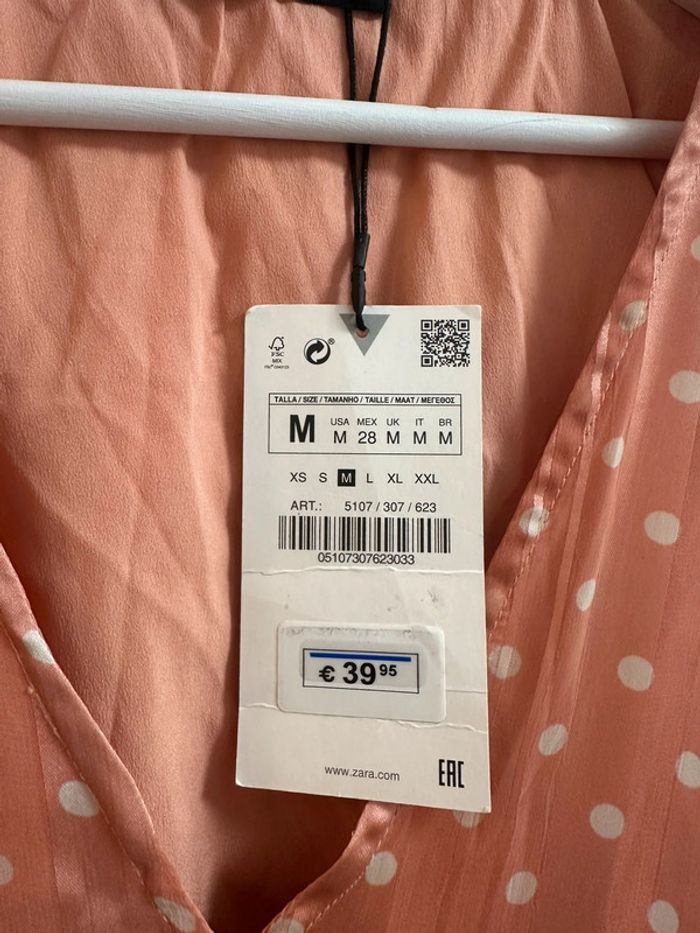 FSC
MIX
TALLA / SIZE / TAMANHO / TAILLE / MAAT / ΜΕΓΕΘΟΣ
M USA M MEX 28 UK M IT M BR M
XS S M L XL XXL
ART.: 5107 / 307 / 623
05107307623033
€ 39 95
www.zara.com
EAC